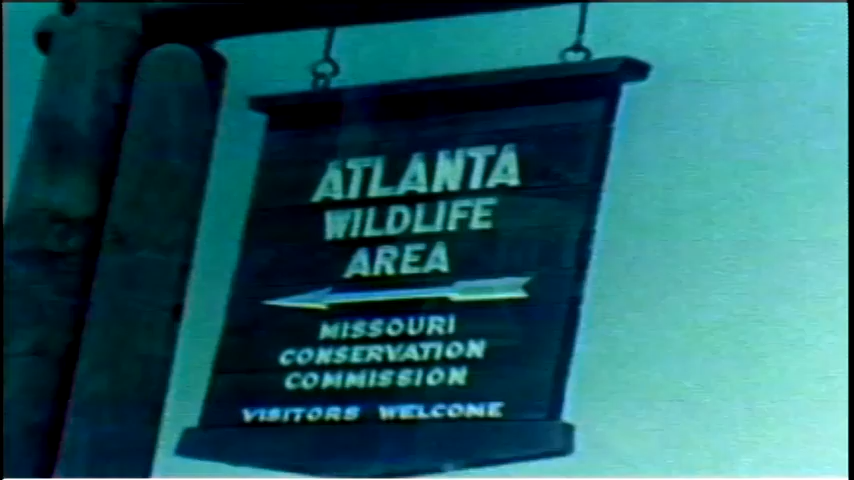 ATLANTA
WILDLIFE
AREA
MISSOURI
CONSERVATION
COMMISSION
VISITORS WELCOME